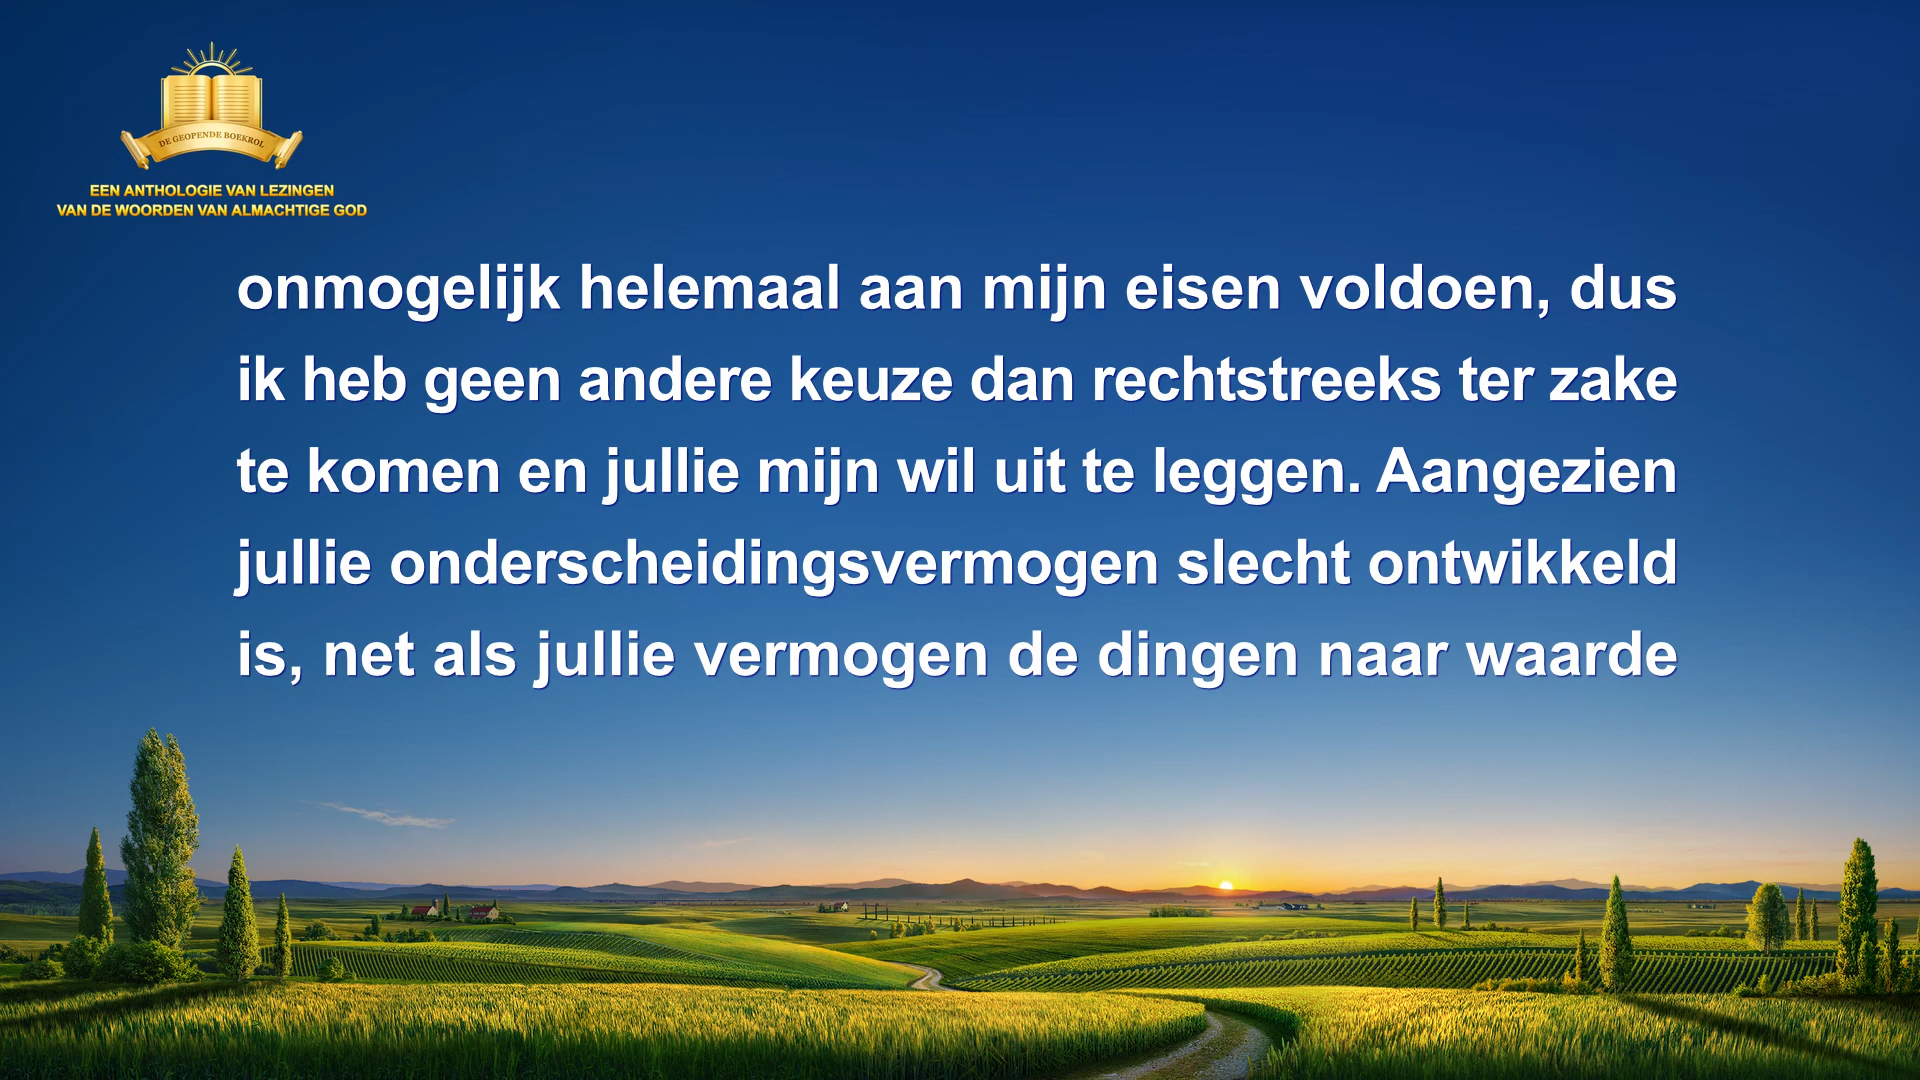 DE GEOPENDE BOEKROL
EEN ANTHOLOGIE VAN LEZINGEN
VAN DE WOORDEN VAN ALMACHTIGE GOD
onmogelijk helemaal aan mijn eisen voldoen, dus
ik heb geen andere keuze dan rechtstreeks ter zake
te komen en jullie mijn wil uit te leggen. Aangezien
jullie onderscheidingsvermogen slecht ontwikkeld
is, net als jullie vermogen de dingen naar waarde